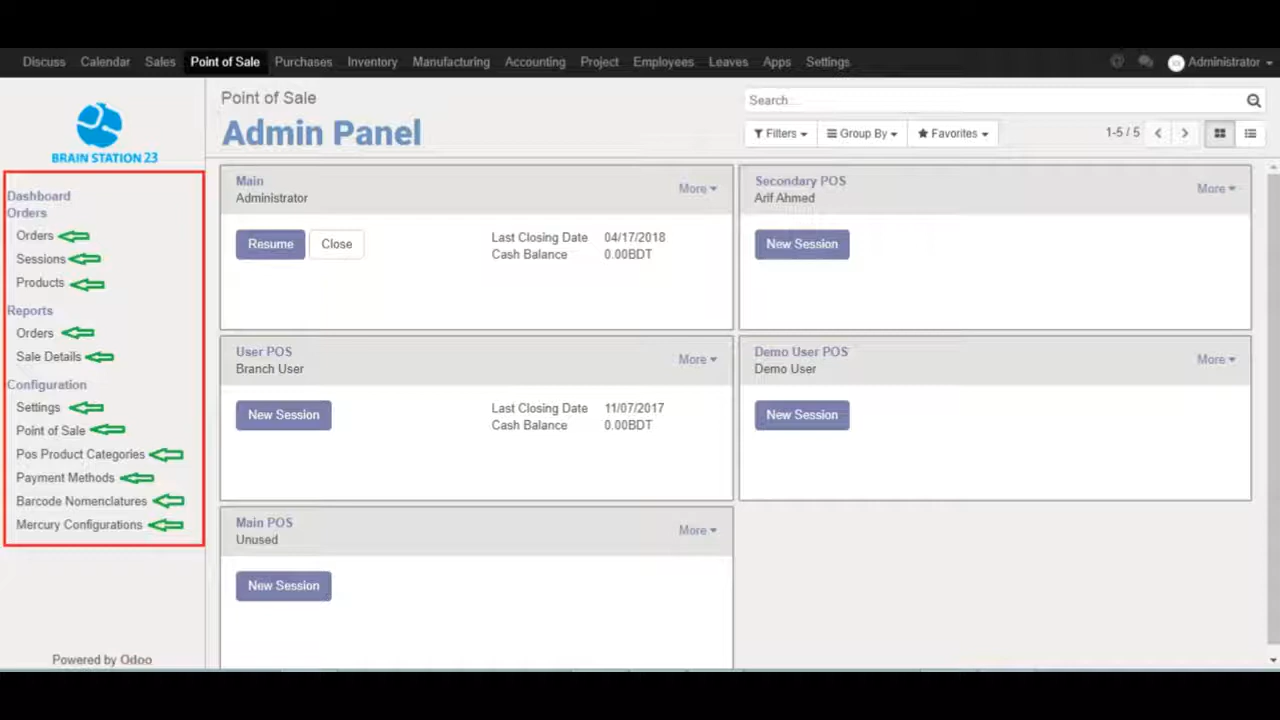 Discuss Calendar Sales Point of Sale Purchases Inventory Manufacturing Accounting Project Employees Leaves Apps Settings Administrator
BRAIN STATION 23
Dashboard
Orders
Orders
Sessions
Products
Reports
Orders
Sale Details
Configuration
Settings
Point of Sale
Pos Product Categories
Payment Methods
Barcode Nomenclatures
Mercury Configurations
Powered by Odoo
Point of Sale
Admin Panel
Search...
Filters Group By Favorites 1-5 / 5
Main
Administrator
More
Resume Close
Last Closing Date 04/17/2018
Cash Balance 0.00BDT
Secondary POS
Arif Ahmed
More
New Session
User POS
Branch User
More
New Session
Last Closing Date 11/07/2017
Cash Balance 0.00BDT
Demo User POS
Demo User
More
New Session
Main POS
Unused
More
New Session